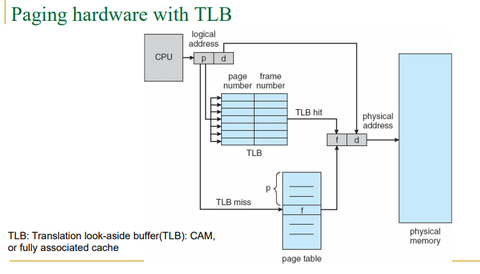 Paging hardware with TLB
logical
address
CPU
p d
page frame
number number
TLB hit
physical
address
f d
TLB
p
TLB miss
f
page table
physical
memory
TLB: Translation look-aside buffer(TLB): CAM,
or fully associated cache